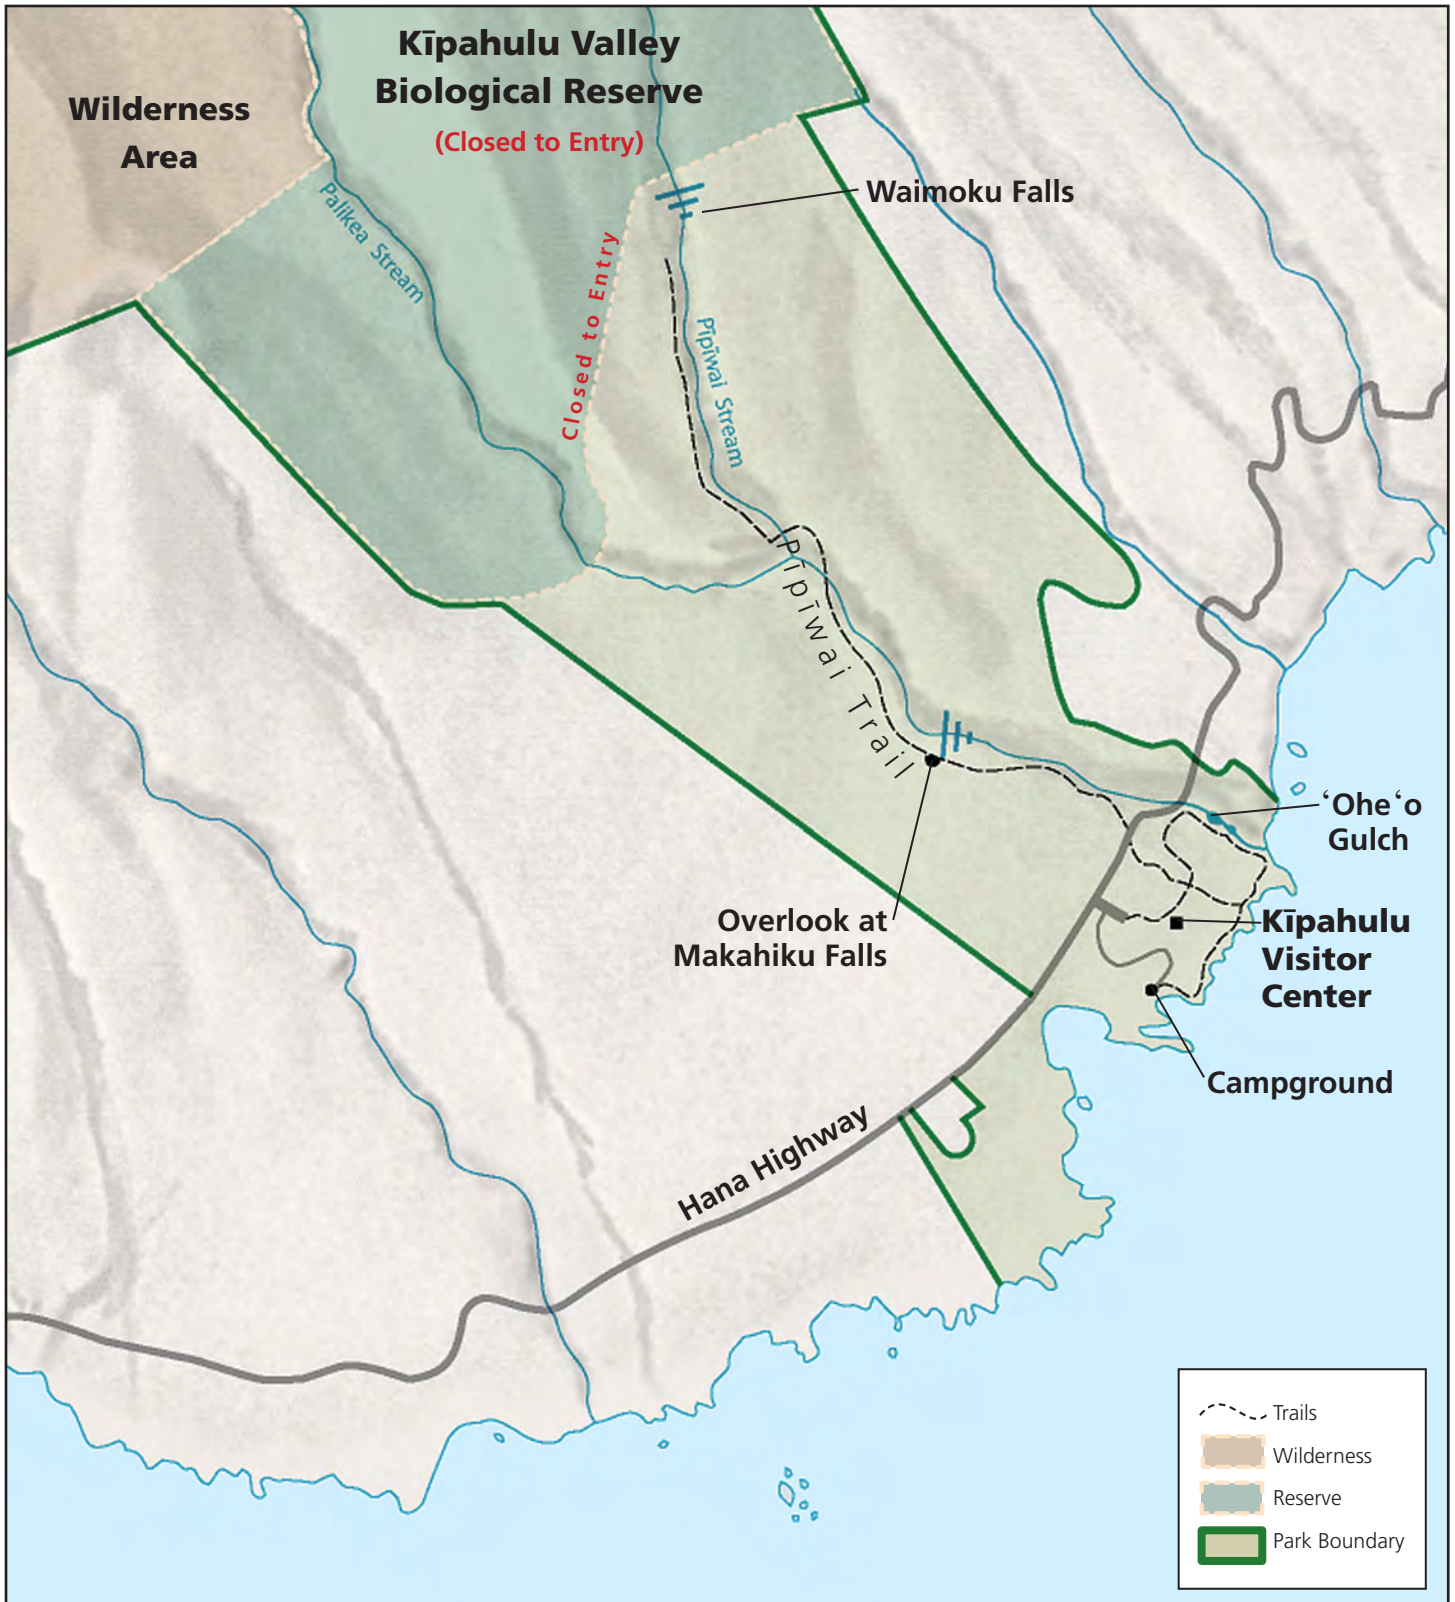 Kīpahulu Valley
Biological Reserve
(Closed to Entry)
Wilderness
Area
Waimoku Falls
Palikea Stream
Closed to Entry
Pīpīwai Stream
Pīpīwai Trail
ʻOheʻo
Gulch
Overlook at
Makahiku Falls
Kīpahulu
Visitor
Center
Campground
Hana Highway
Trails
Wilderness
Reserve
Park Boundary